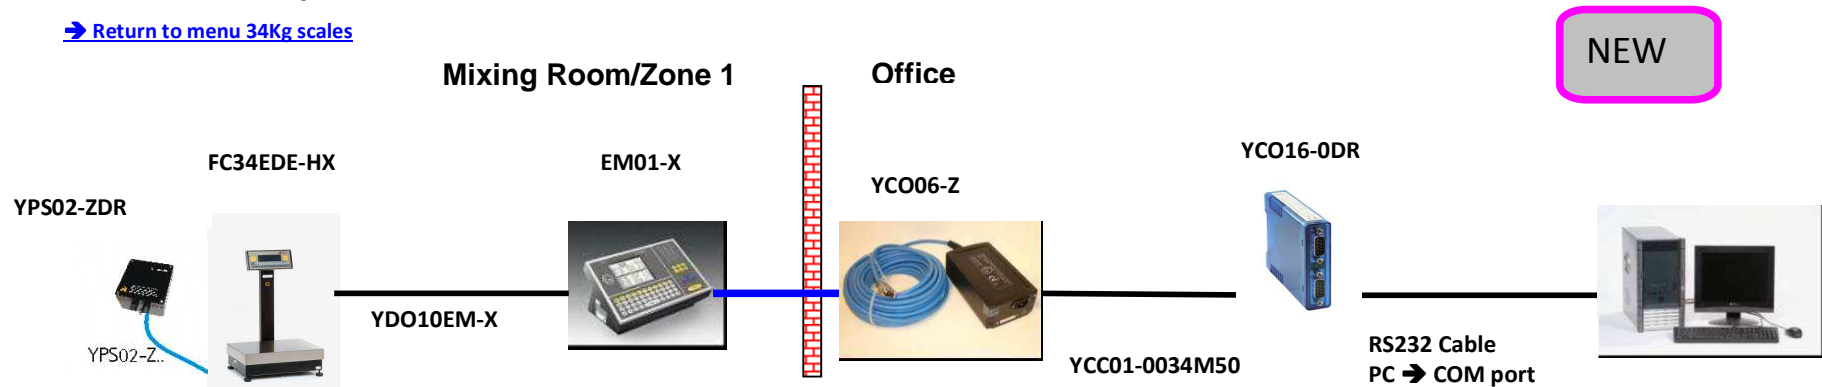 ➔ Return to menu 34Kg scales
NEW
Mixing Room/Zone 1
Office
YCO16-0DR
FC34EDE-HX
EM01-X
YCO06-Z
YPS02-ZDR
YDO10EM-X
YPS02-Z..
YCC01-0034M50
RS232 Cable
PC ➔ COM port